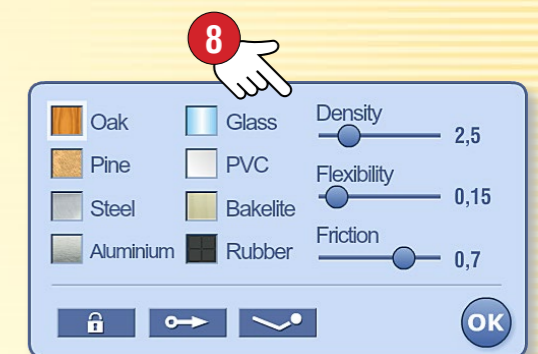 8
Oak Glass Density 2,5
Pine PVC Flexibility 0,15
Steel Bakelite Friction 0,7
Aluminium Rubber
OK